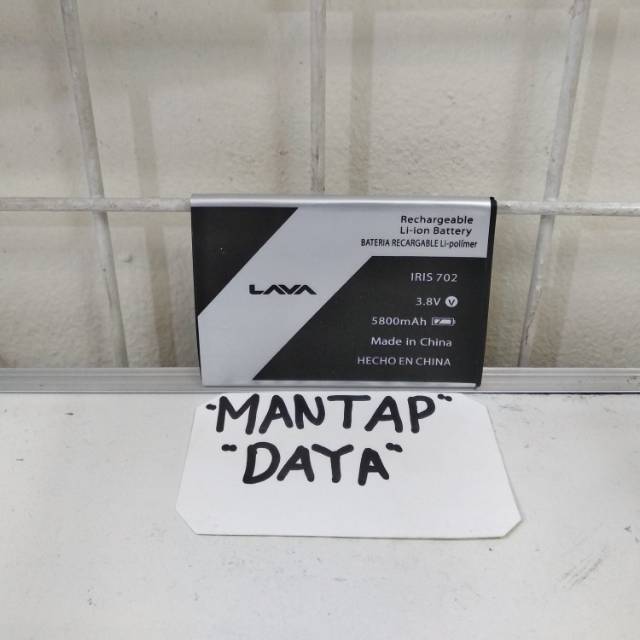 Rechargeable
Li-ion Battery
BATERIA RECARGABLE Li-polímer
LAVA
IRIS 702
3.8V V
5800mAh
Made in China
HECHO EN CHINA
"MANTAP"
"DAYA"